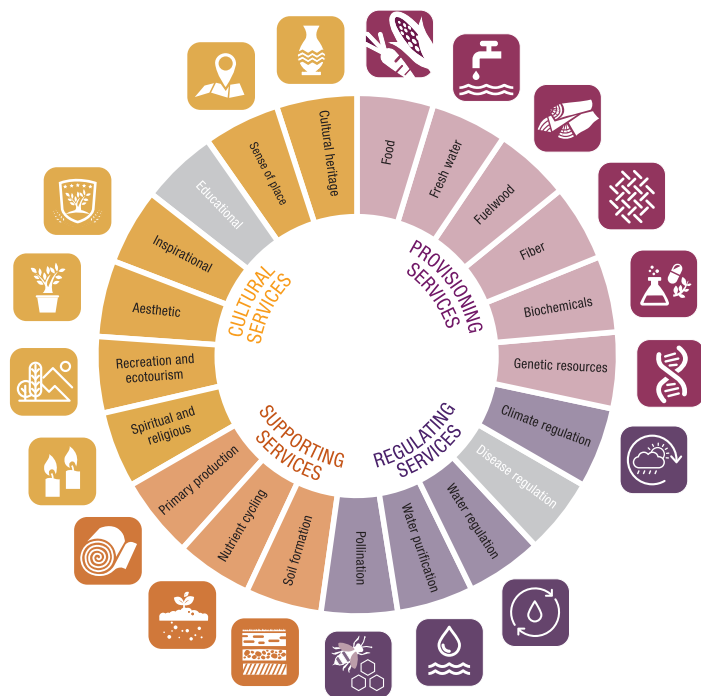 Food
Fresh water
Fuelwood
Fiber
Biochemicals
Genetic resources
Climate regulation
Disease regulation
Water regulation
Water purification
Pollination
Soil formation
Nutrient cycling
Primary production
Spiritual and
religious
Recreation and
ecotourism
Aesthetic
Inspirational
Educational
Sense of place
Cultural heritage
PROVISIONING
SERVICES
REGULATING
SERVICES
SUPPORTING
SERVICES
CULTURAL
SERVICES